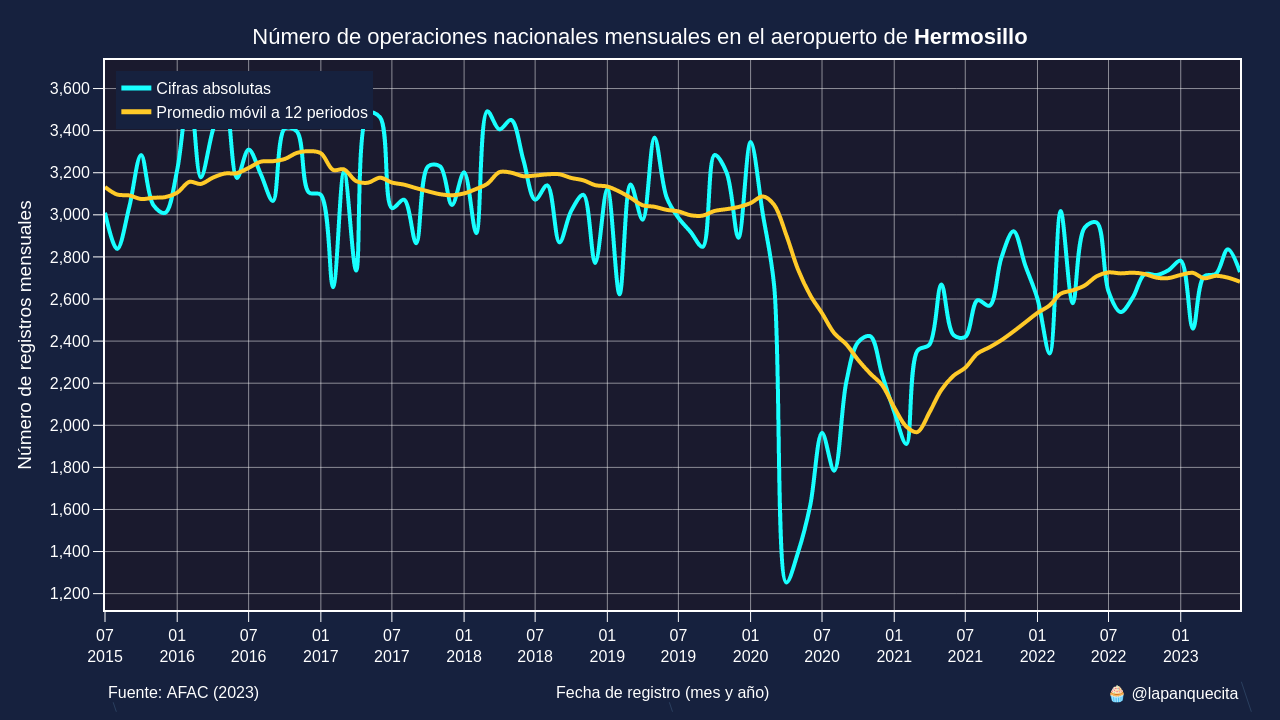 Número de operaciones nacionales mensuales en el aeropuerto de Hermosillo
Cifras absolutas
Promedio móvil a 12 periodos
Número de registros mensuales
3,600
3,400
3,200
3,000
2,800
2,600
2,400
2,200
2,000
1,800
1,600
1,400
1,200
07 01 07 01 07 01 07 01 07 01 07 01 07 01 07 01
2015 2016 2016 2017 2017 2018 2018 2019 2019 2020 2020 2021 2021 2022 2022 2023
Fuente: AFAC (2023) Fecha de registro (mes y año) 🧁 @lapanquecita